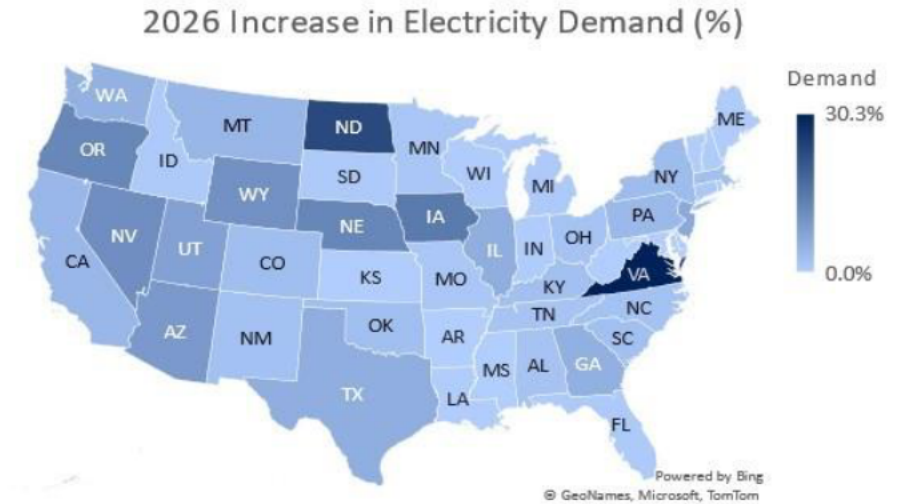 2026 Increase in Electricity Demand (%)
Demand
30.3%
0.0%
WA
MT
ND
MN
ME
OR
ID
SD
WI
MI
NY
WY
NE
IA
PA
NV
UT
IL
IN
OH
CA
CO
KS
MO
KY
VA
NC
TN
AZ
NM
OK
AR
SC
TX
MS
AL
GA
LA
FL
Powered by Bing
© GeoNames, Microsoft, TomTom